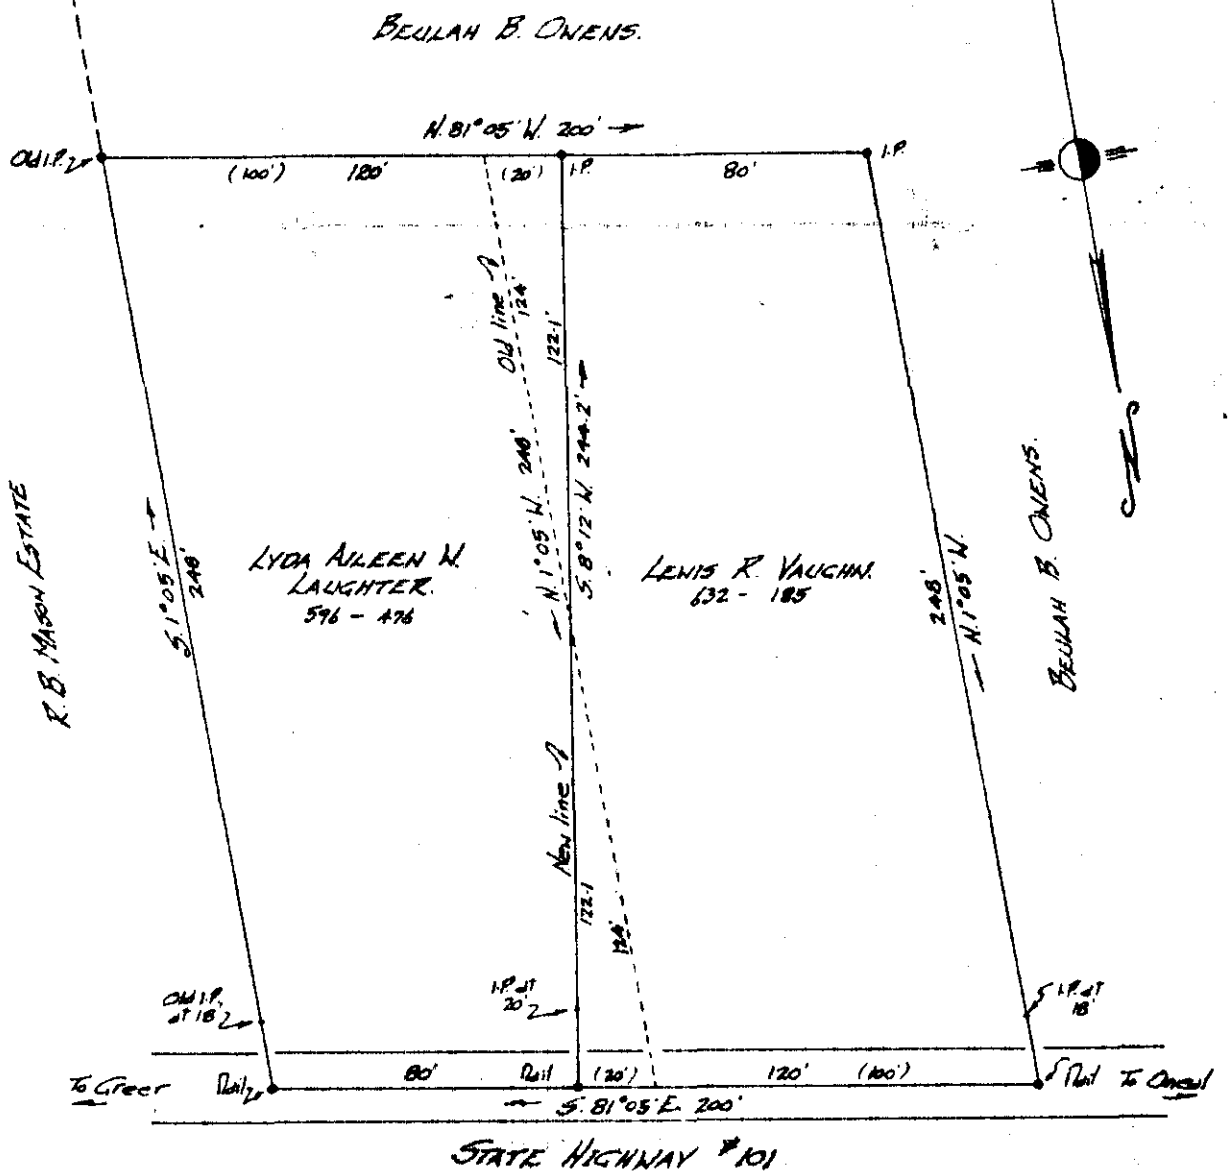 BEULAH B. OWENS.
N. 81° 05' W. 200' →
Old I.P.
(100') 120' (20') I.P. 80' I.P.
Old line
124'
122.1'
N. 1° 05' W. 248'
S. 8° 12' W. 244.2' →
R. B. MASON ESTATE
S. 1° 05' E. →
248'
LYDA AILEEN W.
LAUGHTER.
596 - 476
LEWIS R. VAUGHN.
632 - 185
248'
← N. 1° 05' W.
BEULAH B. OWENS.
N
New line
122.1
124'
Old I.P.
at 18'
I.P. at
20'
I.P. at
18'
To Greer Nail 80' Nail (20') 120' (100') Nail To
← S. 81° 05' E. 200'
STATE HIGHWAY #101